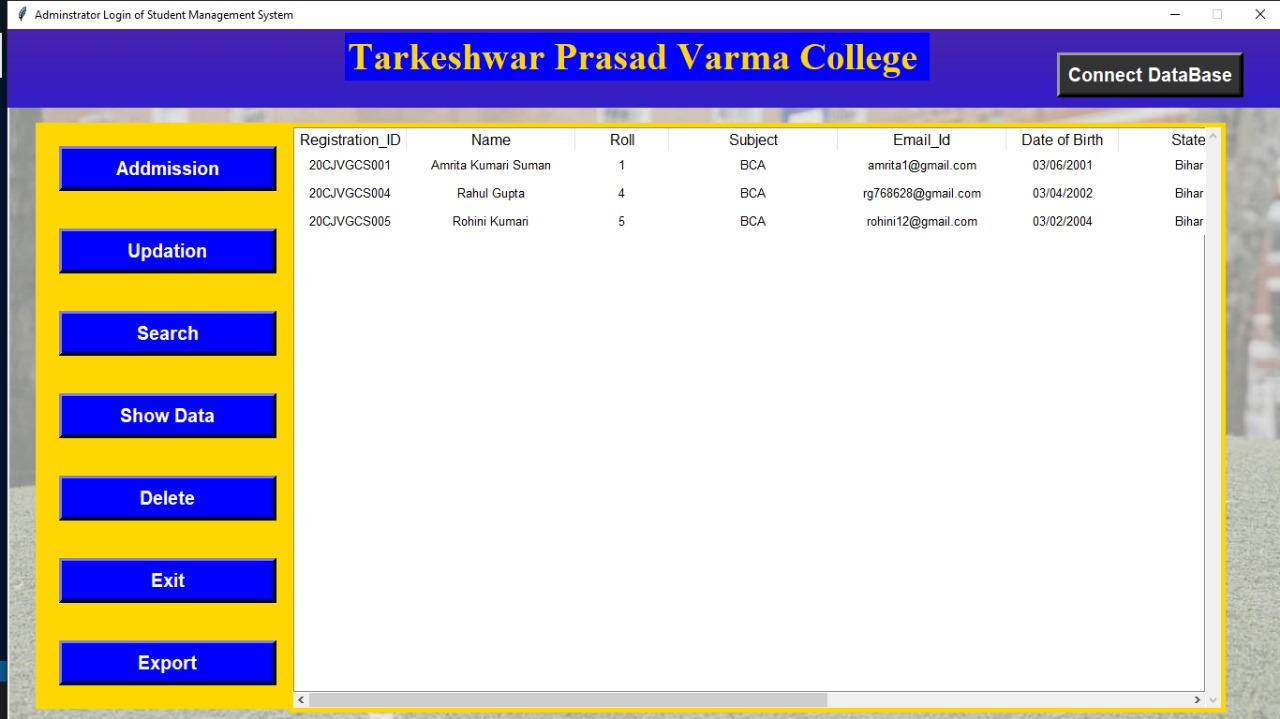 Adminstrator Login of Student Management System
Tarkeshwar Prasad Varma College
Connect DataBase
Addmission
Updation
Search
Show Data
Delete
Exit
Export
Registration_ID Name Roll Subject Email_Id Date of Birth State
20CJVGCS001 Amrita Kumari Suman 1 BCA amrita1@gmail.com 03/06/2001 Bihar
20CJVGCS004 Rahul Gupta 4 BCA rg768628@gmail.com 03/04/2002 Bihar
20CJVGCS005 Rohini Kumari 5 BCA rohini12@gmail.com 03/02/2004 Bihar